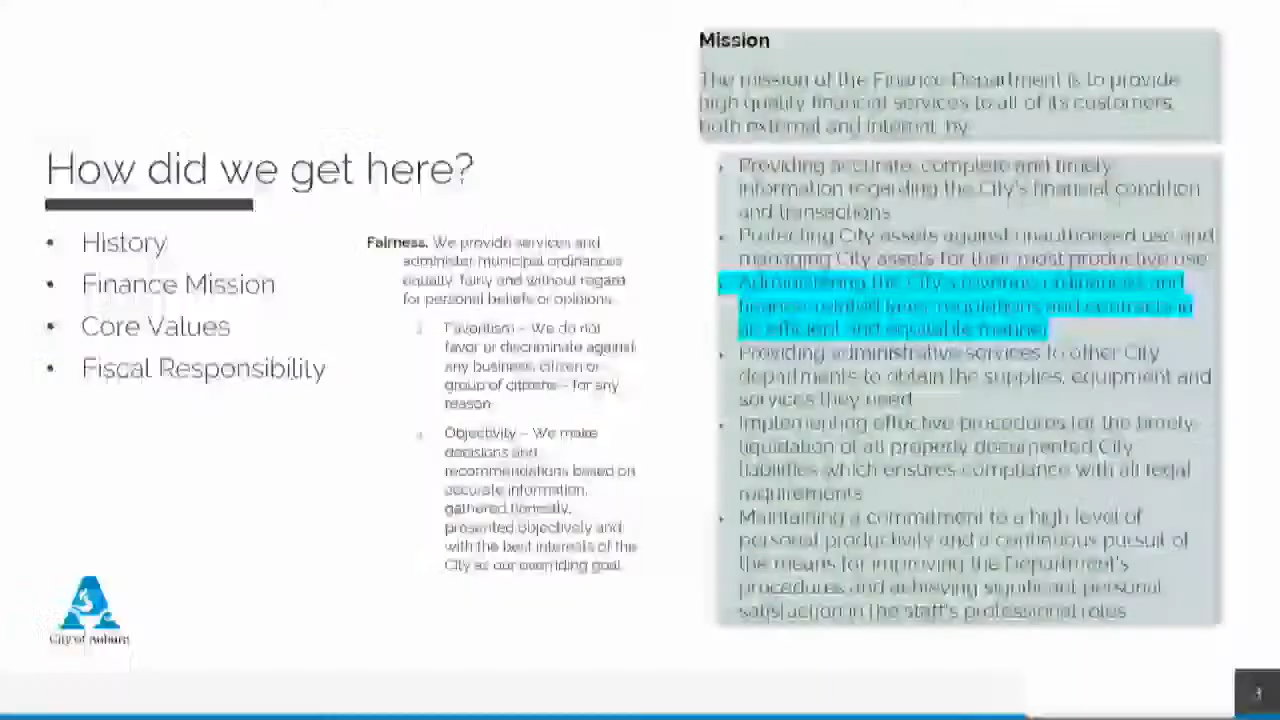 How did we get here?
• History
• Finance Mission
• Core Values
• Fiscal Responsibility
Fairness. We provide services and
administer municipal ordinances
equally, fairly and without regard
for personal beliefs or opinions.
Favoritism – We do not
favor or discriminate against
any business, citizen or
group of citizens – for any
reason.
Objectivity – We make
decisions and
recommendations based on
accurate information,
gathered honestly,
presented objectively and
with the best interests of the
City as our overriding goal.
Mission
The mission of the Finance Department is to provide
high quality financial services to all of its customers,
both external and internal, by:
• Providing accurate, complete and timely
information regarding the City's financial condition
and transactions
• Protecting City assets against unauthorized use and
managing City assets for their most productive use
• Administering the City's revenue ordinances and
finance-related laws, regulations and contracts in
an efficient and equitable manner
• Providing administrative services to other City
departments to obtain the supplies, equipment and
services they need
• Implementing effective procedures for the timely
liquidation of all properly documented City
liabilities which ensures compliance with all legal
requirements
• Maintaining a commitment to a high level of
personal productivity and a continuous pursuit of
the means for improving the Department's
procedures and achieving significant personal
satisfaction in the staff's professional roles
City of Auburn
3